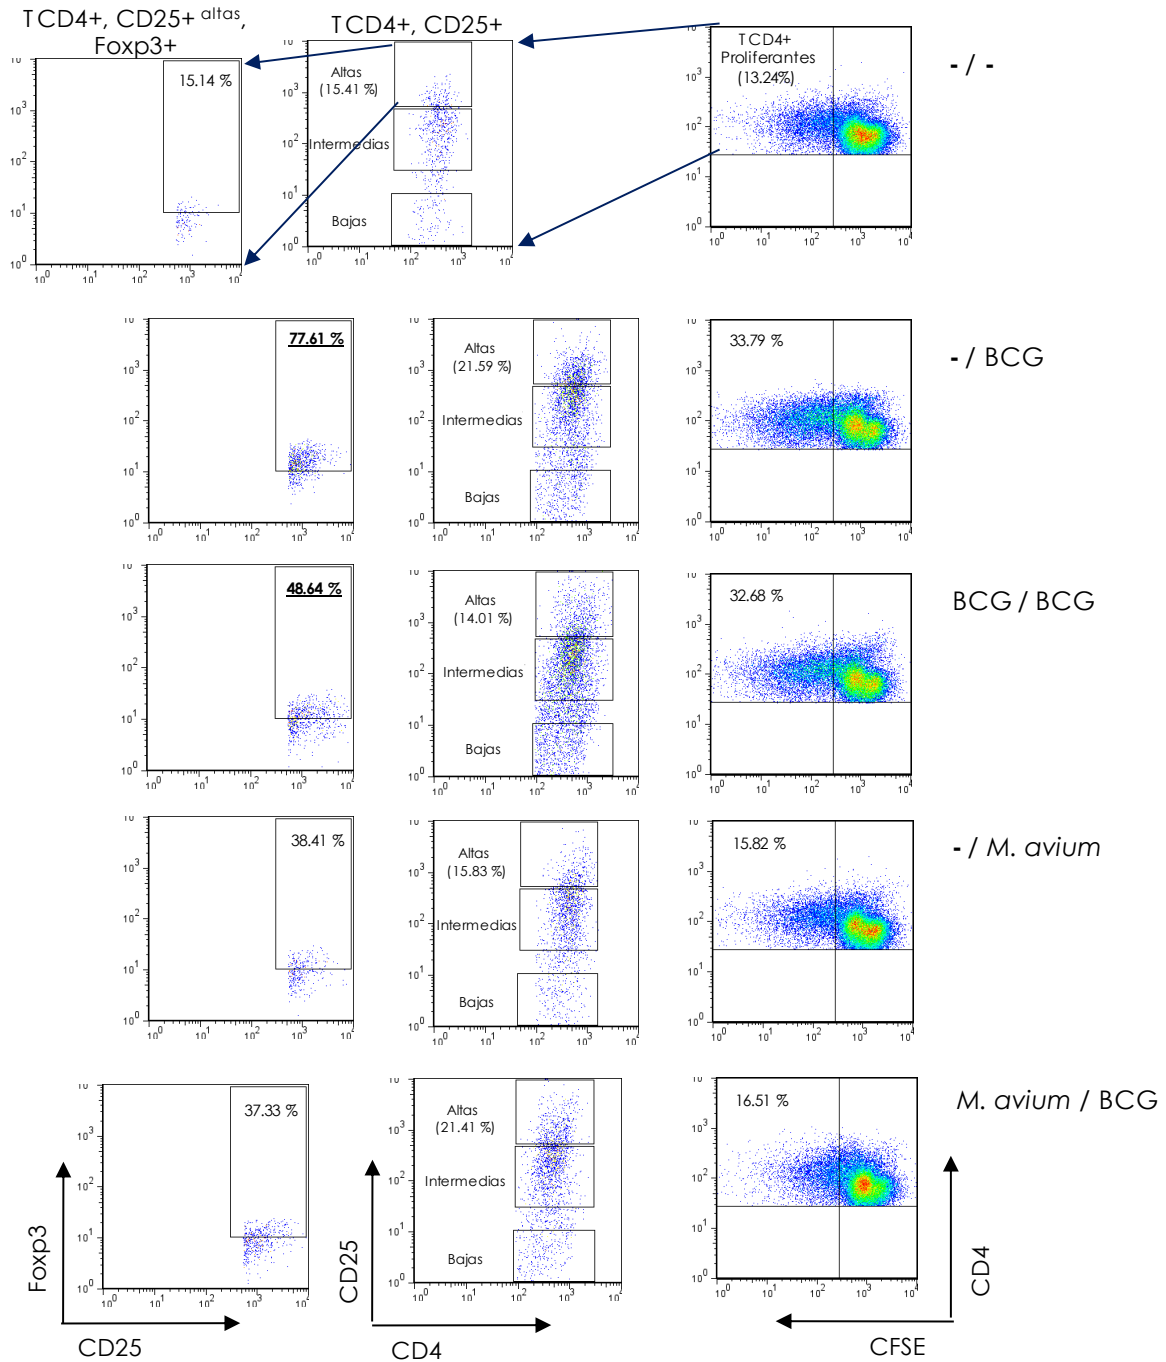 TCD4+, CD25+ altas,
Foxp3+
TCD4+, CD25+
15.14 %
Altas
(15.41 %)
Intermedias
Bajas
TCD4+
Proliferantes
(13.24%)
- / -
77.61 %
Altas
(21.59 %)
Intermedias
Bajas
33.79 %
- / BCG
48.64 %
Altas
(14.01 %)
Intermedias
Bajas
32.68 %
BCG / BCG
38.41 %
Altas
(15.83 %)
Intermedias
Bajas
15.82 %
- / M. avium
37.33 %
Altas
(21.41 %)
Intermedias
Bajas
16.51 %
M. avium / BCG
Foxp3
CD25
CD25
CD4
CD4
CFSE